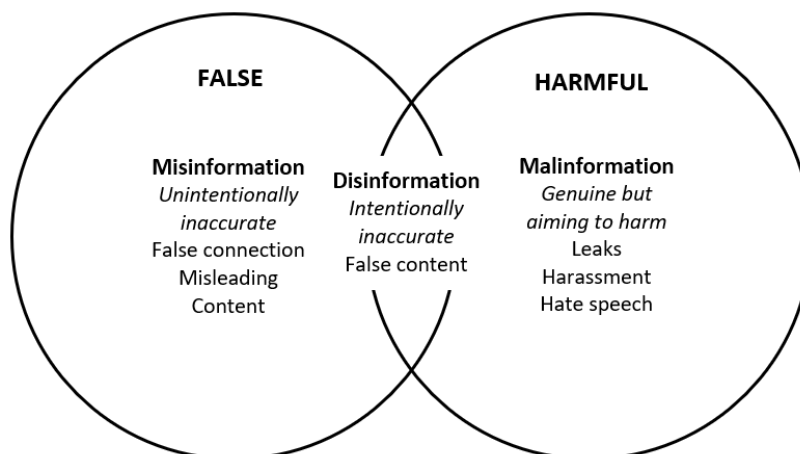 FALSE
HARMFUL
Misinformation
Unintentionally
inaccurate
False connection
Misleading
Content
Disinformation
Intentionally
inaccurate
False content
Malinformation
Genuine but
aiming to harm
Leaks
Harassment
Hate speech